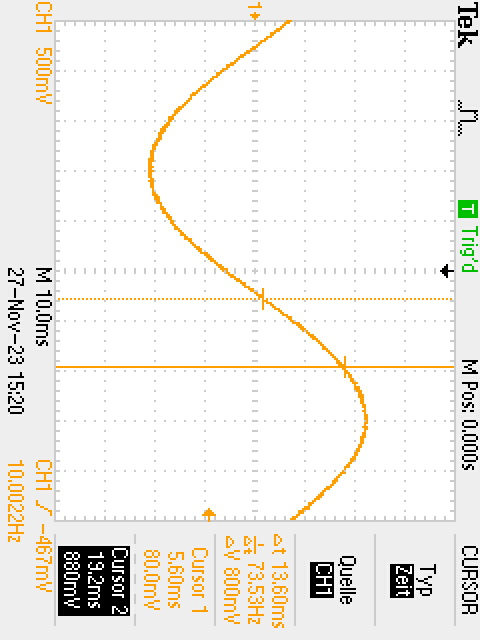 Tek
T Trig'd
M Pos: 0.000s
CURSOR
Typ
Zeit
Quelle
CH1
Δt 13.60ms
1/Δt 73.53Hz
ΔV 800mV
Cursor 1
5.60ms
80.0mV
Cursor 2
19.2ms
880mV
1
CH1 500mV
M 10.0ms
CH1 / -467mV
27-Nov-23 15:20
10.0022Hz